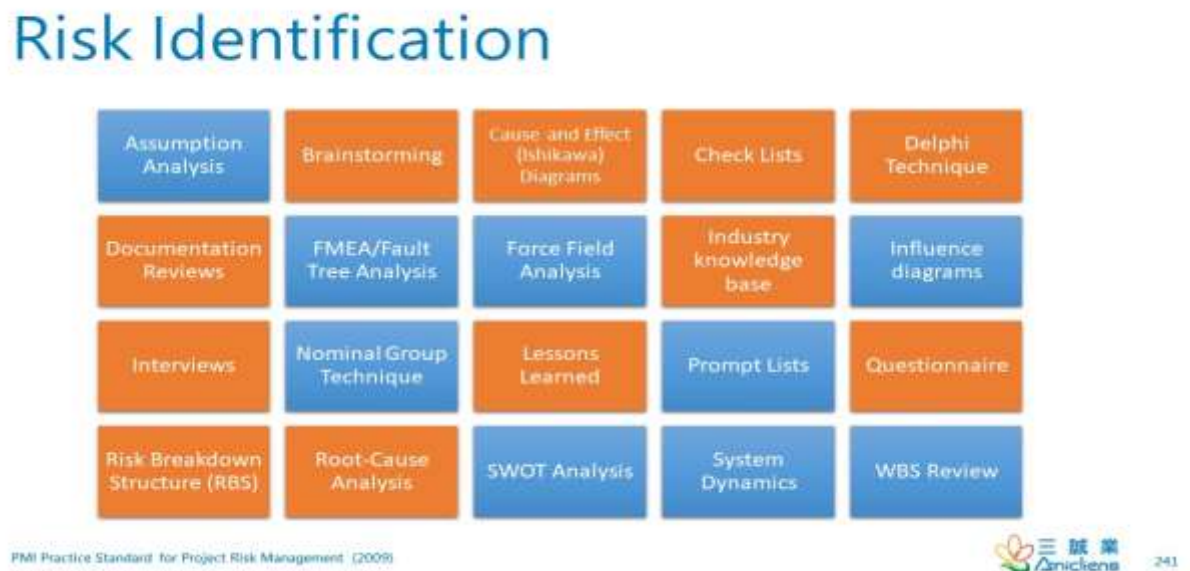 Risk Identification
Assumption
Analysis
Brainstorming
Cause and Effect
(Ishikawa)
Diagrams
Check Lists
Delphi
Technique
Documentation
Reviews
FMEA/Fault
Tree Analysis
Force Field
Analysis
Industry
knowledge
base
Influence
diagrams
Interviews
Nominal Group
Technique
Lessons
Learned
Prompt Lists
Questionnaire
Risk Breakdown
Structure (RBS)
Root-Cause
Analysis
SWOT Analysis
System
Dynamics
WBS Review
PMI Practice Standard for Project Risk Management (2009)
三誠業
Anicliens
241